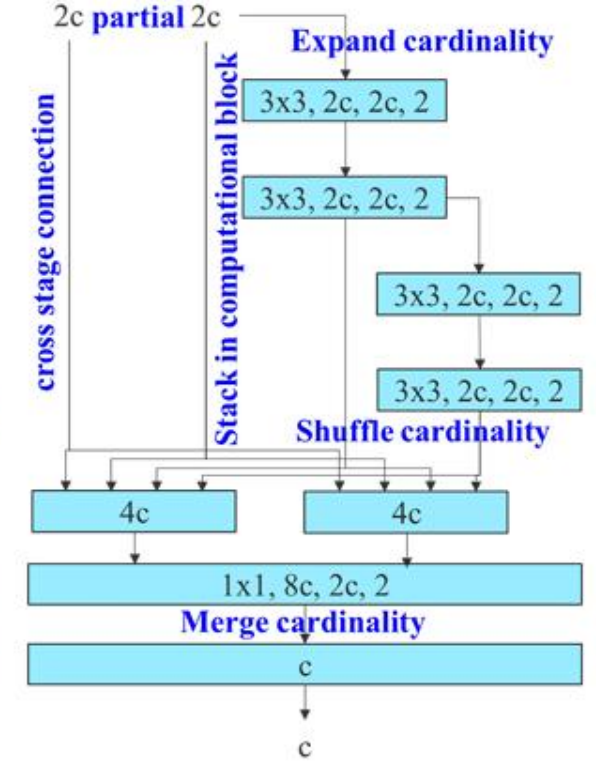 2c partial 2c
Expand cardinality
3x3, 2c, 2c, 2
cross stage connection
Stack in computational block
3x3, 2c, 2c, 2
3x3, 2c, 2c, 2
3x3, 2c, 2c, 2
Shuffle cardinality
4c
4c
1x1, 8c, 2c, 2
Merge cardinality
c
c